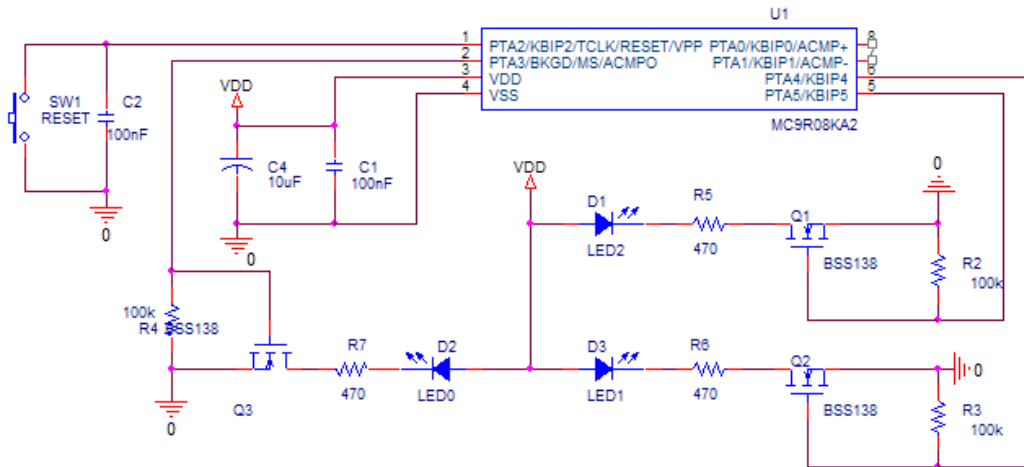 U1
1 PTA2/KBIP2/TCLK/RESET/VPP PTA0/KBIP0/ACMP+ 8
2 PTA3/BKGD/MS/ACMPO PTA1/KBIP1/ACMP- 7
3 VDD PTA4/KBIP4 6
4 VSS PTA5/KBIP5 5
MC9R08KA2
SW1
RESET
C2
100nF
0
VDD
C4
10uF
C1
100nF
0
VDD
D1
LED2
R5
470
Q1
BSS138
0
R2
100k
100k
R4 BSS138
0
Q3
R7
470
D2
LED0
D3
LED1
R6
470
Q2
BSS138
0
R3
100k